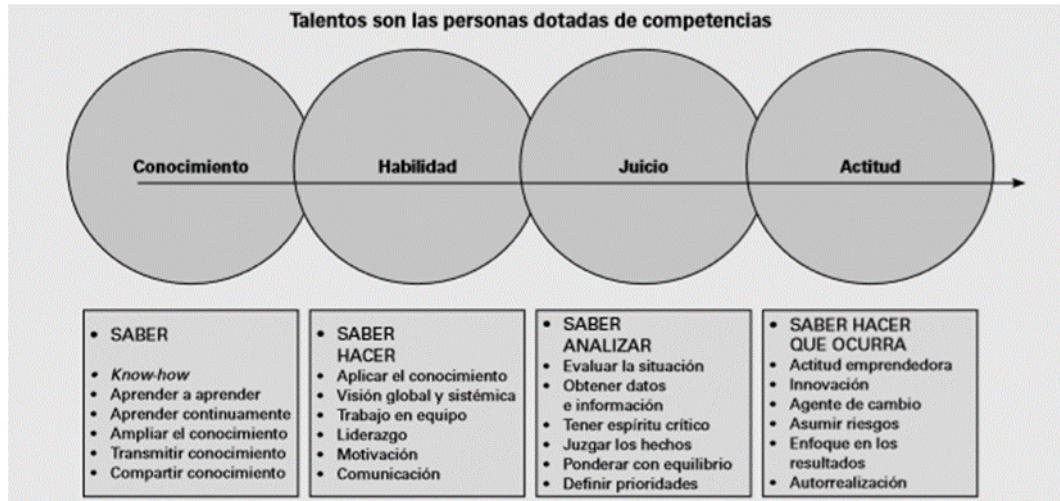 Talentos son las personas dotadas de competencias
Conocimiento
Habilidad
Juicio
Actitud
• SABER
• Know-how
• Aprender a aprender
• Aprender continuamente
• Ampliar el conocimiento
• Transmitir conocimiento
• Compartir conocimiento
• SABER
HACER
• Aplicar el conocimiento
• Visión global y sistémica
• Trabajo en equipo
• Liderazgo
• Motivación
• Comunicación
• SABER
ANALIZAR
• Evaluar la situación
• Obtener datos
e información
• Tener espíritu crítico
• Juzgar los hechos
• Ponderar con equilibrio
• Definir prioridades
• SABER HACER
QUE OCURRA
• Actitud emprendedora
• Innovación
• Agente de cambio
• Asumir riesgos
• Enfoque en los
resultados
• Autorrealización